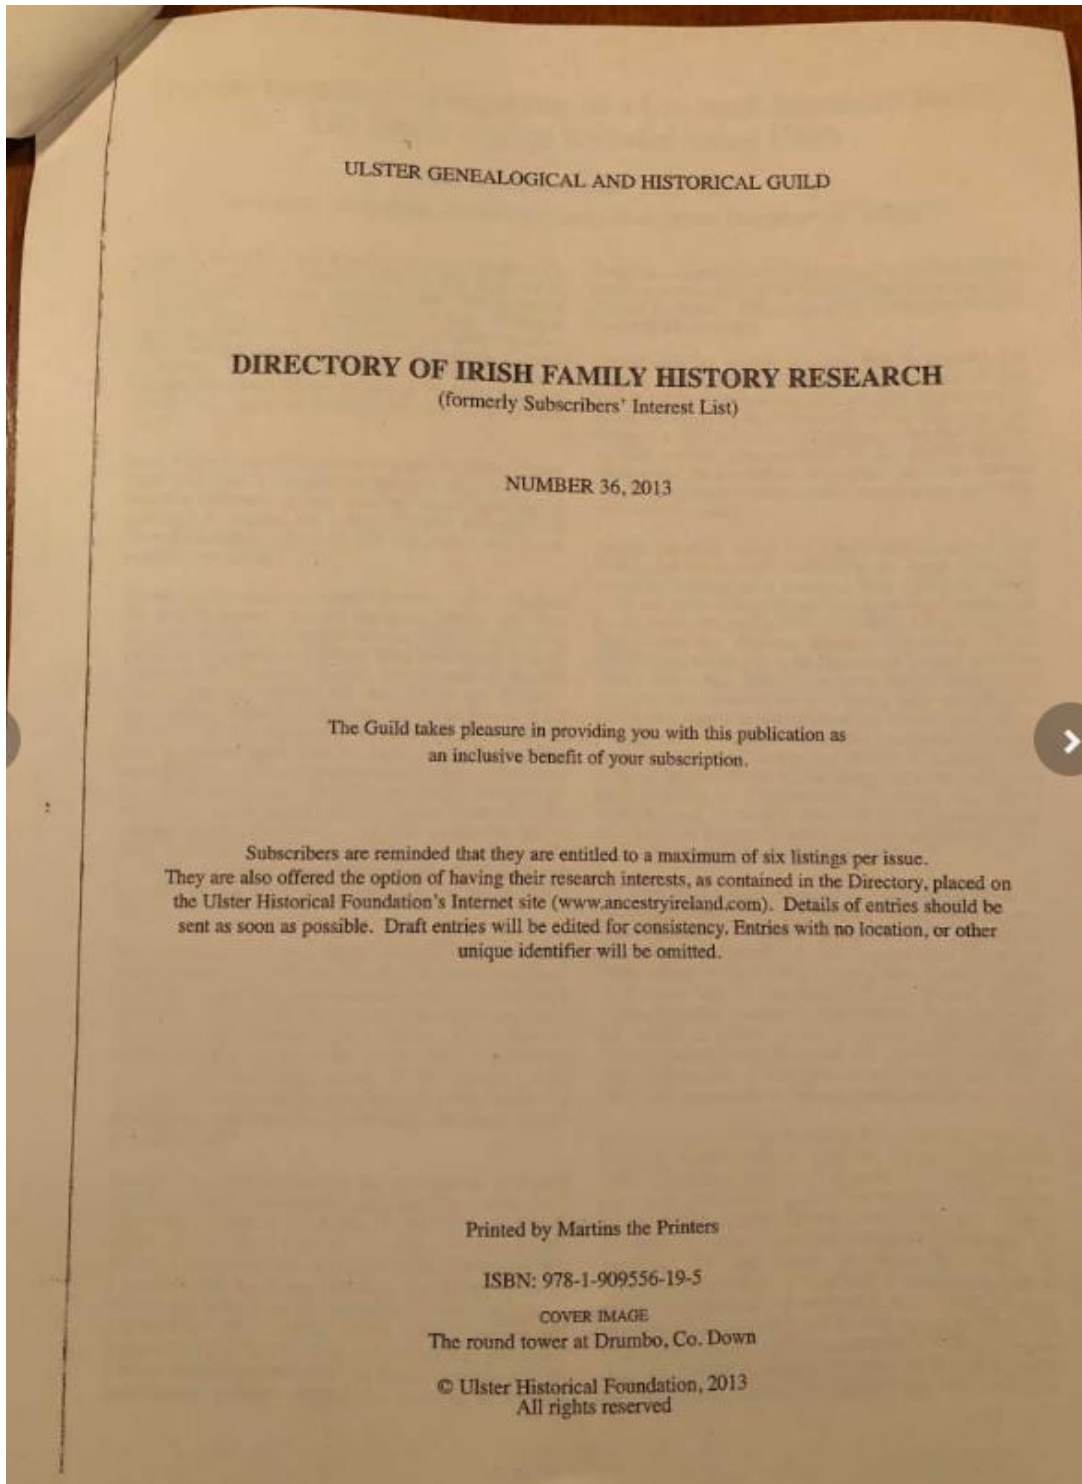 ULSTER GENEALOGICAL AND HISTORICAL GUILD
DIRECTORY OF IRISH FAMILY HISTORY RESEARCH
(formerly Subscribers' Interest List)
NUMBER 36, 2013
The Guild takes pleasure in providing you with this publication as
an inclusive benefit of your subscription.
Subscribers are reminded that they are entitled to a maximum of six listings per issue.
They are also offered the option of having their research interests, as contained in the Directory, placed on
the Ulster Historical Foundation's Internet site (www.ancestryireland.com). Details of entries should be
sent as soon as possible. Draft entries will be edited for consistency. Entries with no location, or other
unique identifier will be omitted.
Printed by Martins the Printers
ISBN: 978-1-909556-19-5
COVER IMAGE
The round tower at Drumbo, Co. Down
© Ulster Historical Foundation, 2013
All rights reserved